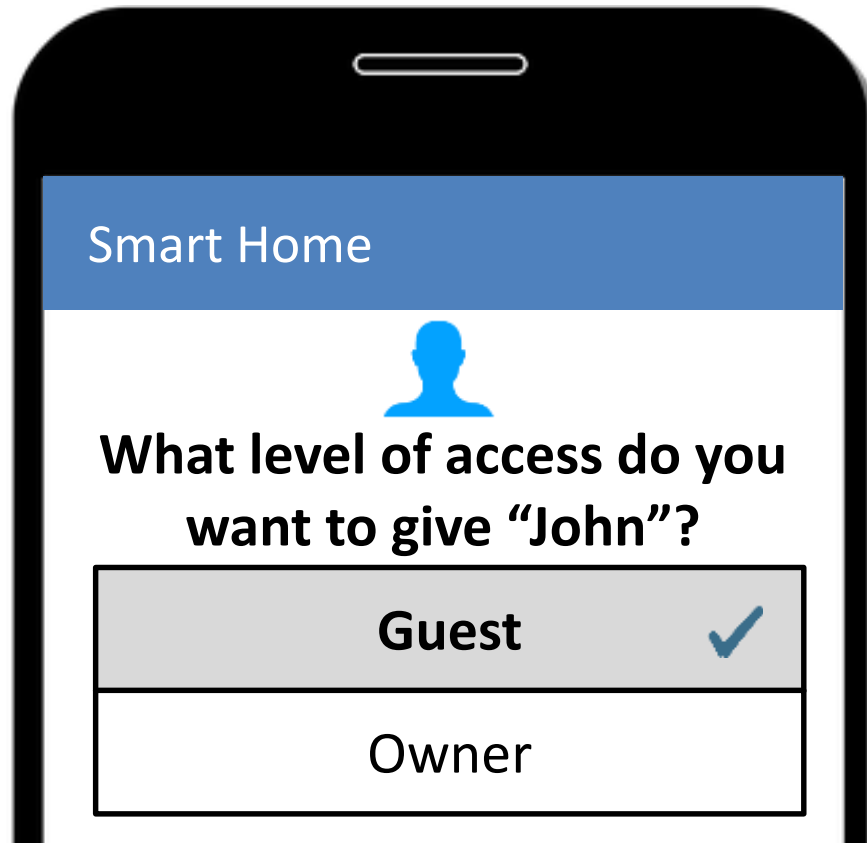 Smart Home
What level of access do you
want to give “John”?
Guest
Owner